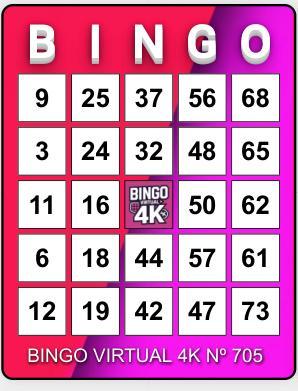 B I N G O
9 25 37 56 68
3 24 32 48 65
11 16 BINGO VIRTUAL 4K 50 62
6 18 44 57 61
12 19 42 47 73
BINGO VIRTUAL 4K Nº 705